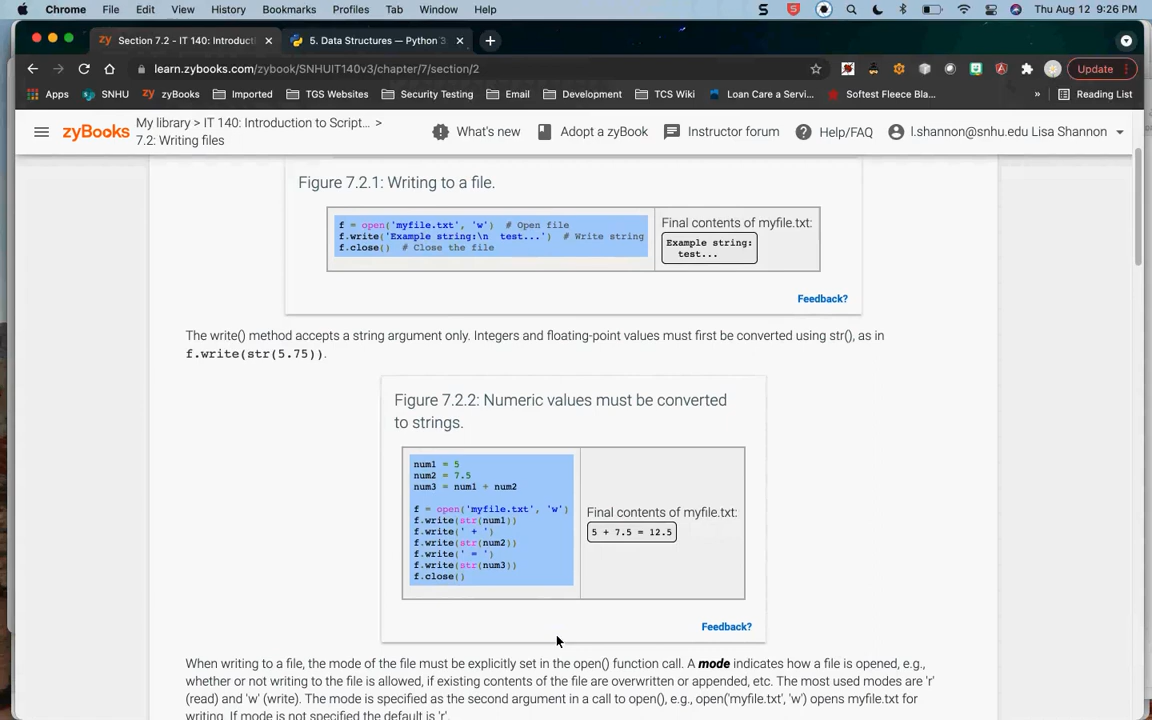 Chrome File Edit View History Bookmarks Profiles Tab Window Help Thu Aug 12 9:26 PM
zy Section 7.2 - IT 140: Introducti × 5. Data Structures — Python 3 × +
learn.zybooks.com/zybook/SNHUIT140v3/chapter/7/section/2 Update
Apps SNHU zy zyBooks Imported TGS Websites Security Testing Email Development TCS Wiki Loan Care a Servi... Softest Fleece Bla... » Reading List
zyBooks My library > IT 140: Introduction to Script... > What's new Adopt a zyBook Instructor forum Help/FAQ l.shannon@snhu.edu Lisa Shannon
7.2: Writing files
Figure 7.2.1: Writing to a file.
f = open('myfile.txt', 'w')  # Open file
f.write('Example string:\n  test...')  # Write string
f.close()  # Close the file
Final contents of myfile.txt:
Example string:
test...
Feedback?
The write() method accepts a string argument only. Integers and floating-point values must first be converted using str(), as in
f.write(str(5.75)).
Figure 7.2.2: Numeric values must be converted
to strings.
num1 = 5
num2 = 7.5
num3 = num1 + num2
f = open('myfile.txt', 'w')
f.write(str(num1))
f.write(' + ')
f.write(str(num2))
f.write(' = ')
f.write(str(num3))
f.close()
Final contents of myfile.txt:
5 + 7.5 = 12.5
Feedback?
When writing to a file, the mode of the file must be explicitly set in the open() function call. A mode indicates how a file is opened, e.g.,
whether or not writing to the file is allowed, if existing contents of the file are overwritten or appended, etc. The most used modes are 'r'
(read) and 'w' (write). The mode is specified as the second argument in a call to open(), e.g., open('myfile.txt', 'w') opens myfile.txt for
writing. If mode is not specified the default is 'r'.